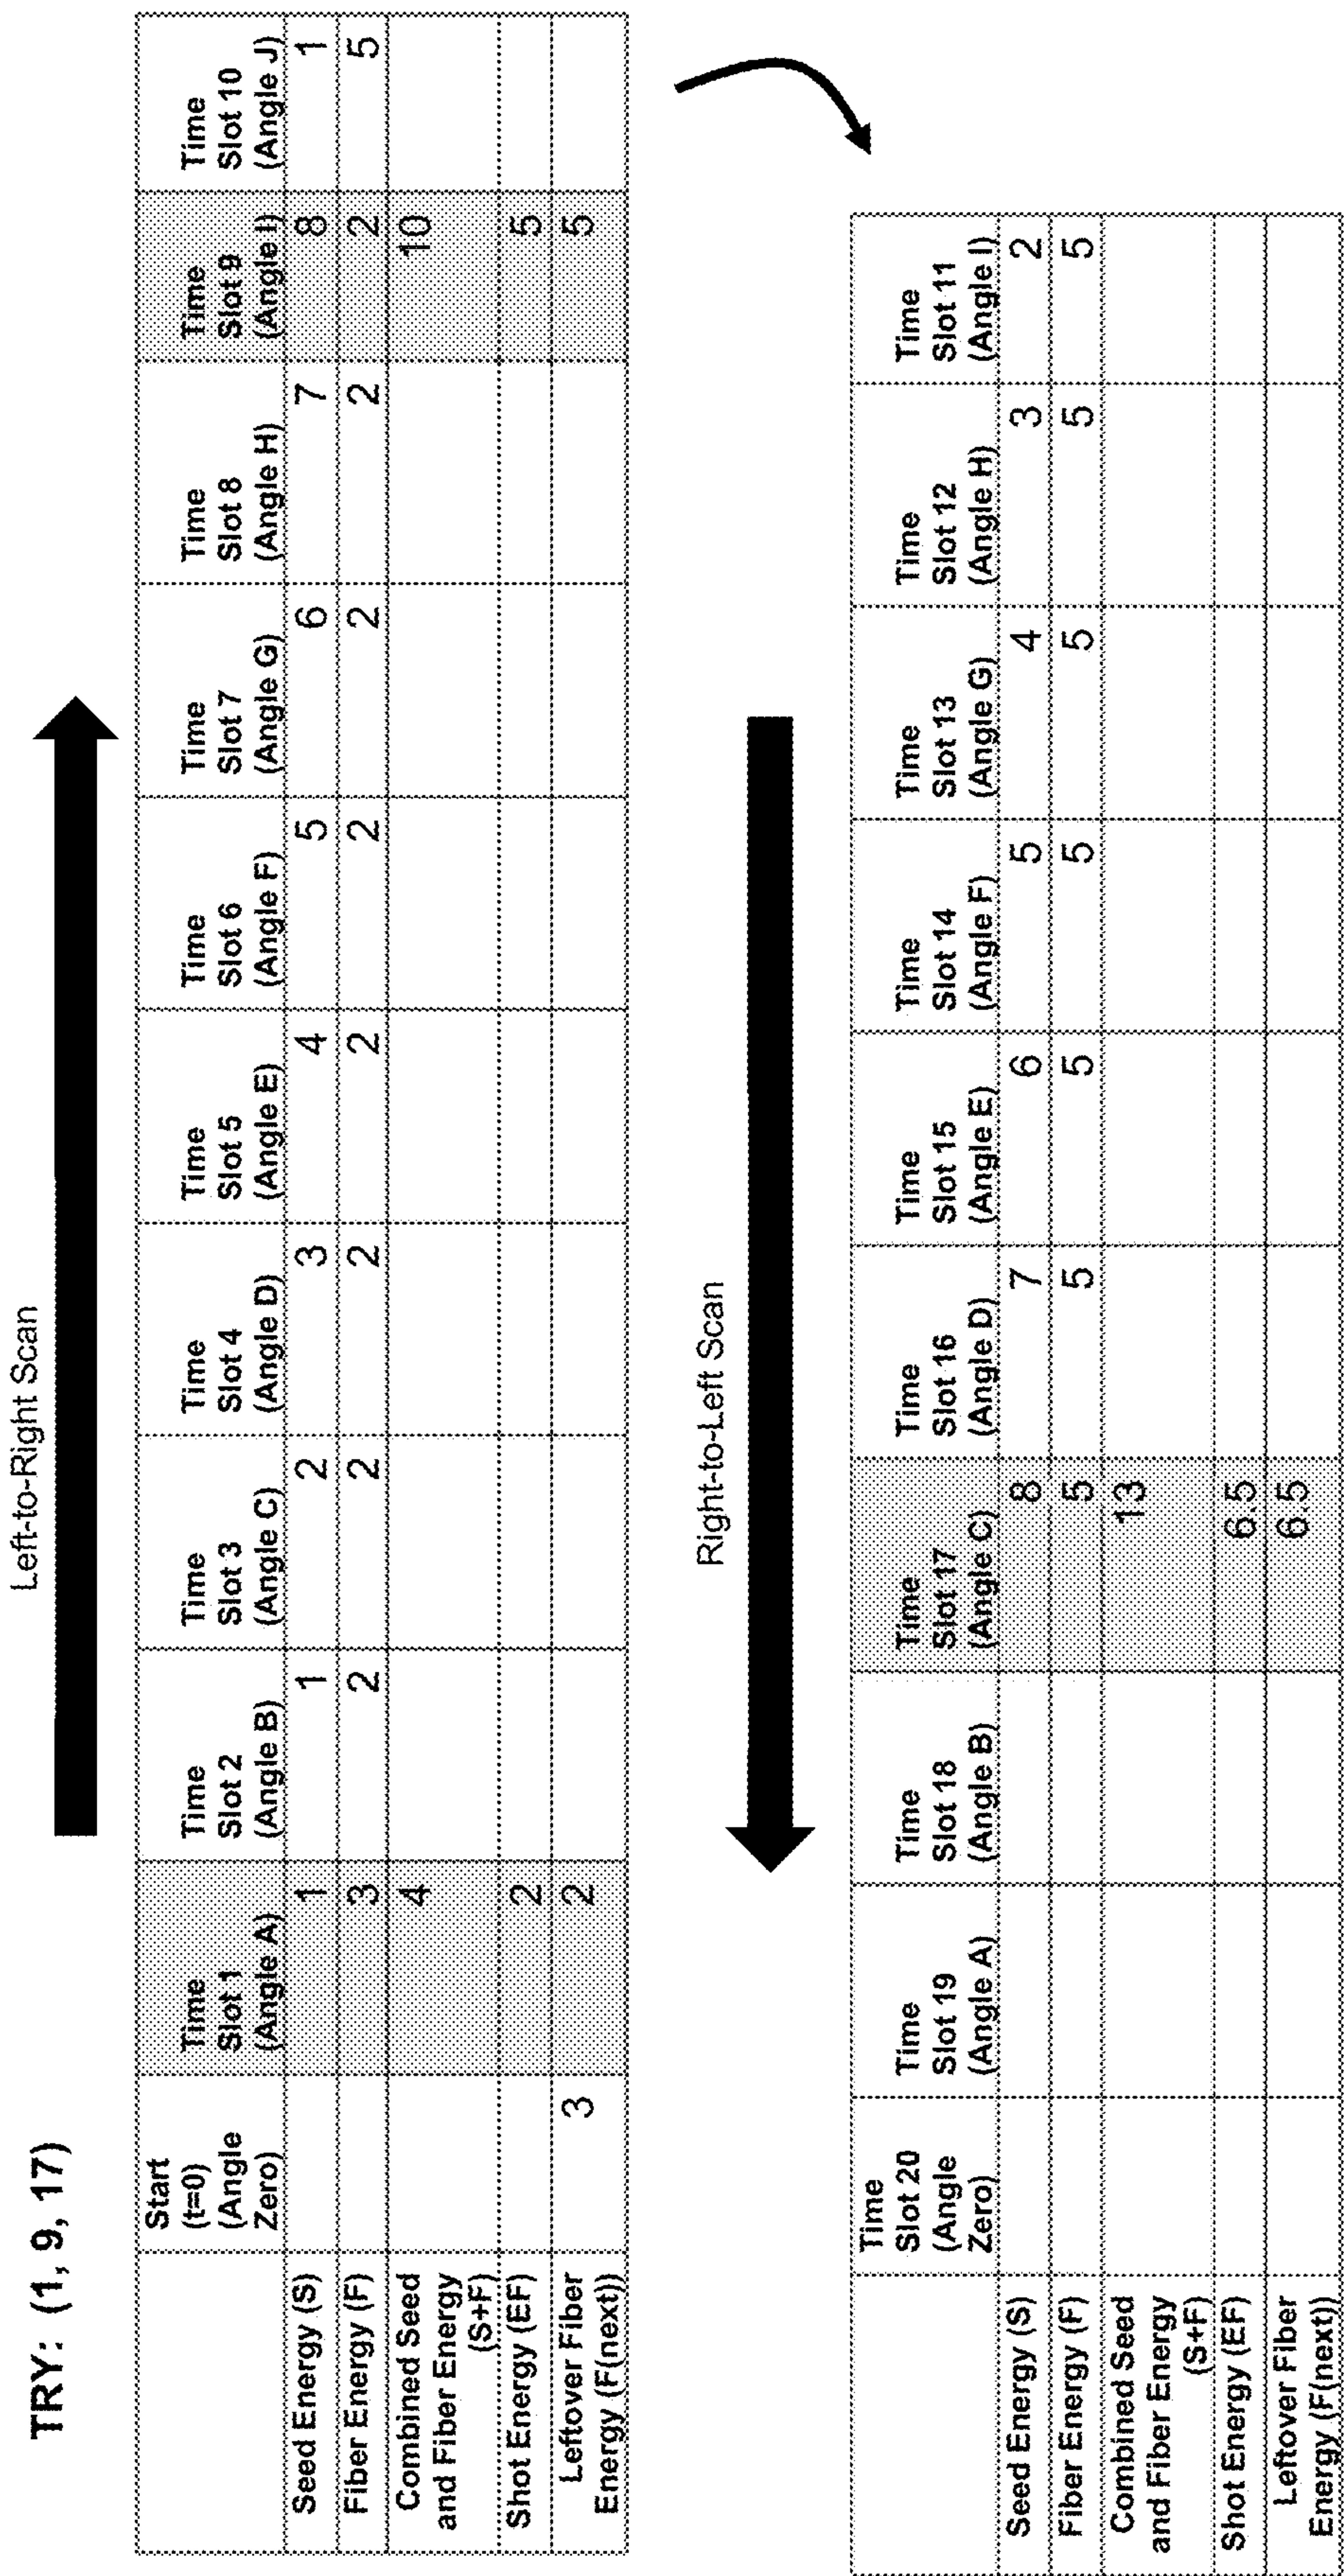 TRY: (1, 9, 17)
Left-to-Right Scan
Start (t=0) (Angle Zero) Time Slot 1 (Angle A) Time Slot 2 (Angle B) Time Slot 3 (Angle C) Time Slot 4 (Angle D) Time Slot 5 (Angle E) Time Slot 6 (Angle F) Time Slot 7 (Angle G) Time Slot 8 (Angle H) Time Slot 9 (Angle I) Time Slot 10 (Angle J)
Seed Energy (S) 1 1 2 3 4 5 6 7 8 1
Fiber Energy (F) 3 2 2 2 2 2 2 2 2 5
Combined Seed and Fiber Energy (S+F) 4 10
Shot Energy (EF) 2 5
Leftover Fiber Energy (F(next)) 3 2 5
Right-to-Left Scan
Time Slot 20 (Angle Zero) Time Slot 19 (Angle A) Time Slot 18 (Angle B) Time Slot 17 (Angle C) Time Slot 16 (Angle D) Time Slot 15 (Angle E) Time Slot 14 (Angle F) Time Slot 13 (Angle G) Time Slot 12 (Angle H) Time Slot 11 (Angle I)
Seed Energy (S) 8 7 6 5 4 3 2
Fiber Energy (F) 5 5 5 5 5 5 5
Combined Seed and Fiber Energy (S+F) 13
Shot Energy (EF) 6.5
Leftover Fiber Energy (F(next)) 6.5